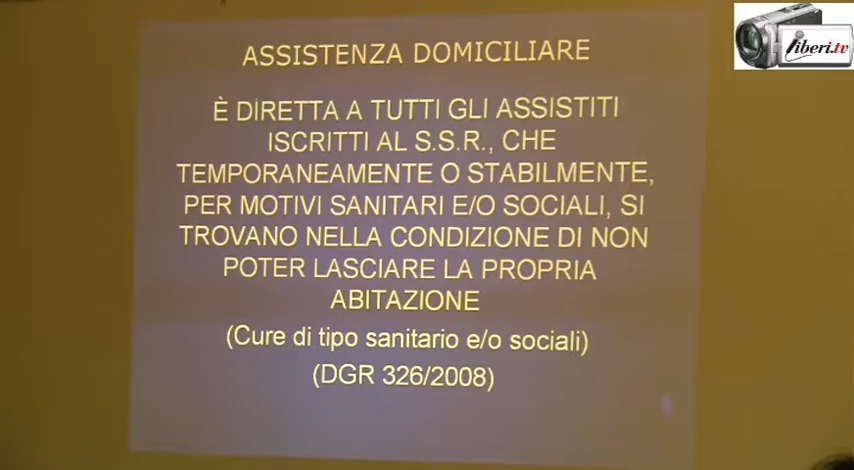 ASSISTENZA DOMICILIARE
È DIRETTA A TUTTI GLI ASSISTITI
ISCRITTI AL S.S.R., CHE
TEMPORANEAMENTE O STABILMENTE,
PER MOTIVI SANITARI E/O SOCIALI, SI
TROVANO NELLA CONDIZIONE DI NON
POTER LASCIARE LA PROPRIA
ABITAZIONE
(Cure di tipo sanitario e/o sociali)
(DGR 326/2008)
liberi.tv